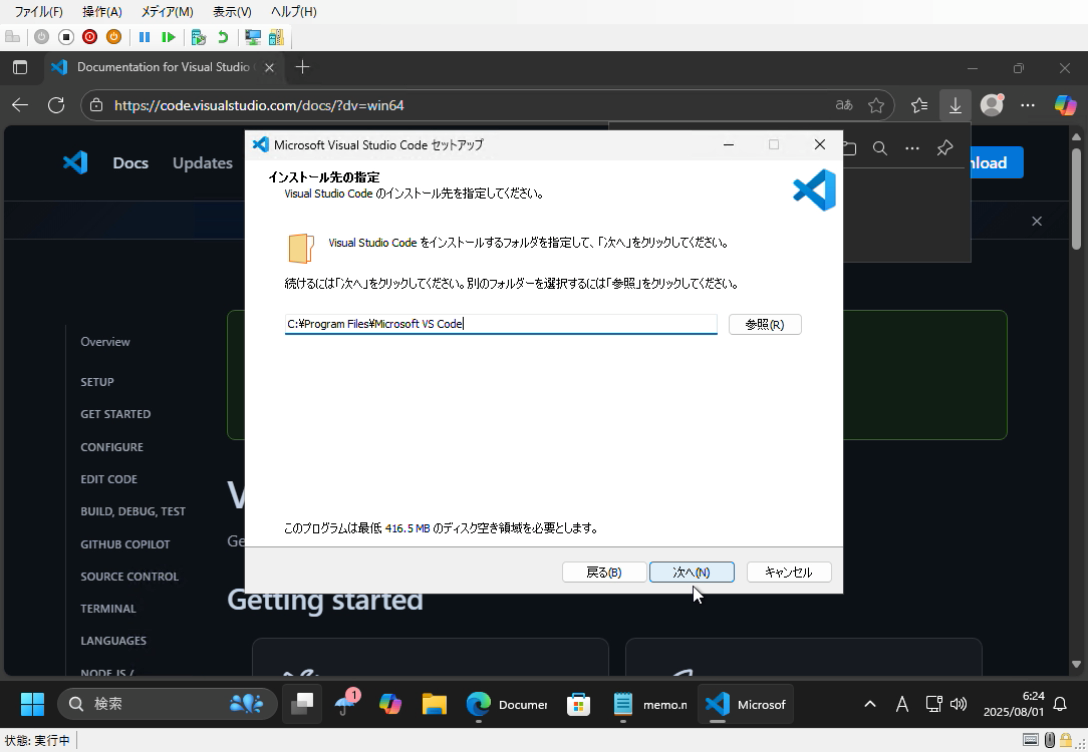 ファイル(F) 操作(A) メディア(M) 表示(V) ヘルプ(H)
Documentation for Visual Studio
https://code.visualstudio.com/docs/?dv=win64
aあ
Docs Updates
nload
Microsoft Visual Studio Code セットアップ
インストール先の指定
Visual Studio Code のインストール先を指定してください。
Visual Studio Code をインストールするフォルダを指定して、「次へ」をクリックしてください。
続けるには「次へ」をクリックしてください。別のフォルダーを選択するには「参照」をクリックしてください。
C:¥Program Files¥Microsoft VS Code
参照(R)
このプログラムは最低 416.5 MB のディスク空き領域を必要とします。
戻る(B) 次へ(N) キャンセル
Overview
SETUP
GET STARTED
CONFIGURE
EDIT CODE
BUILD, DEBUG, TEST
GITHUB COPILOT
SOURCE CONTROL
TERMINAL
LANGUAGES
NODE.JS /
V
Ge
Getting started
検索
1
Documen
memo.n
Microsof
A
6:24
2025/08/01
状態: 実行中